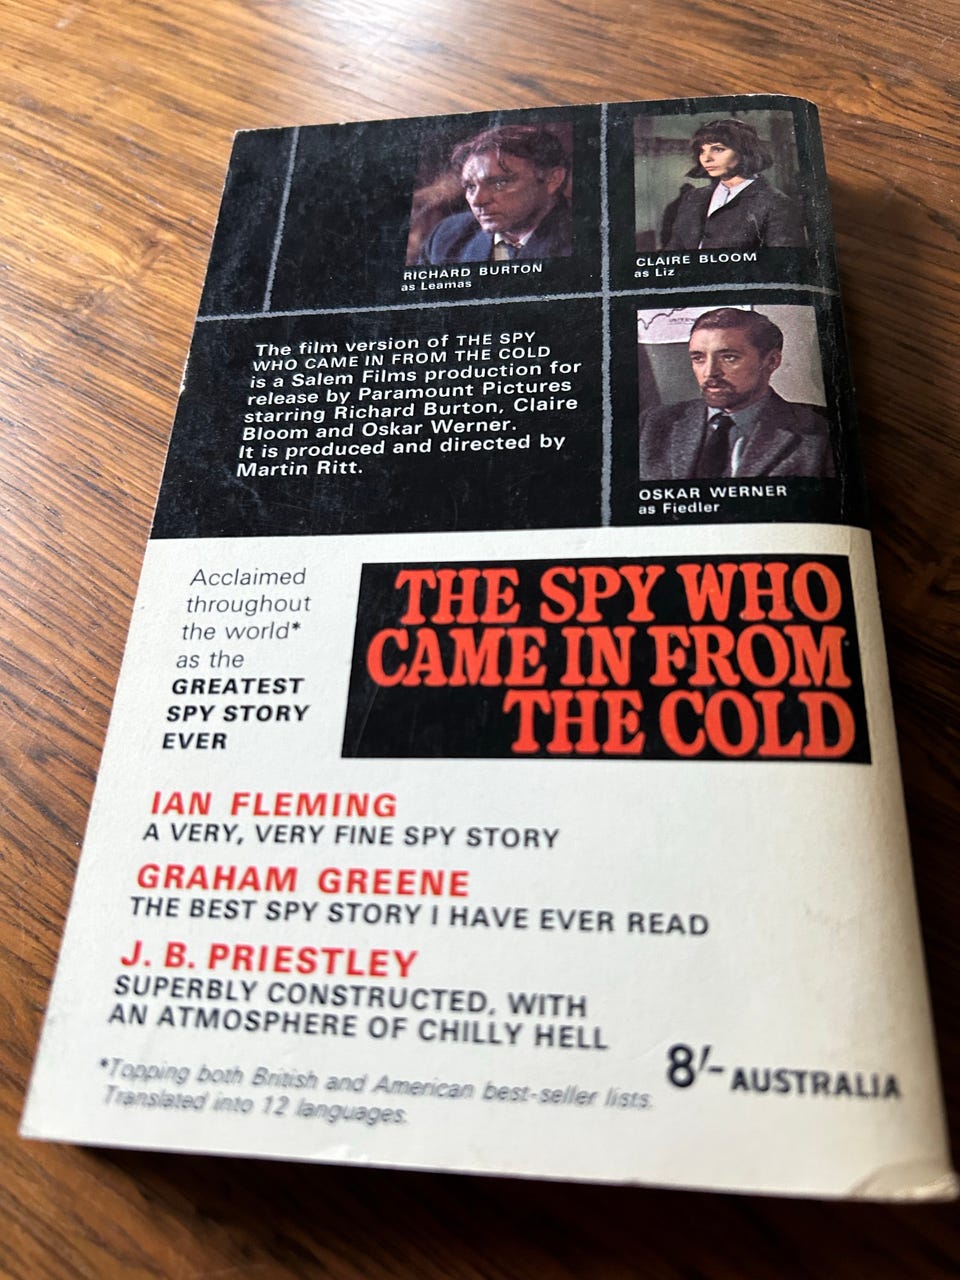 RICHARD BURTON
as Leamas
CLAIRE BLOOM
as Liz
The film version of THE SPY
WHO CAME IN FROM THE COLD
is a Salem Films production for
release by Paramount Pictures
starring Richard Burton, Claire
Bloom and Oskar Werner.
It is produced and directed by
Martin Ritt.
OSKAR WERNER
as Fiedler
Acclaimed
throughout
the world*
as the
GREATEST
SPY STORY
EVER
THE SPY WHO
CAME IN FROM
THE COLD
IAN FLEMING
A VERY, VERY FINE SPY STORY
GRAHAM GREENE
THE BEST SPY STORY I HAVE EVER READ
J. B. PRIESTLEY
SUPERBLY CONSTRUCTED, WITH
AN ATMOSPHERE OF CHILLY HELL
*Topping both British and American best-seller lists.
Translated into 12 languages.
8/- AUSTRALIA